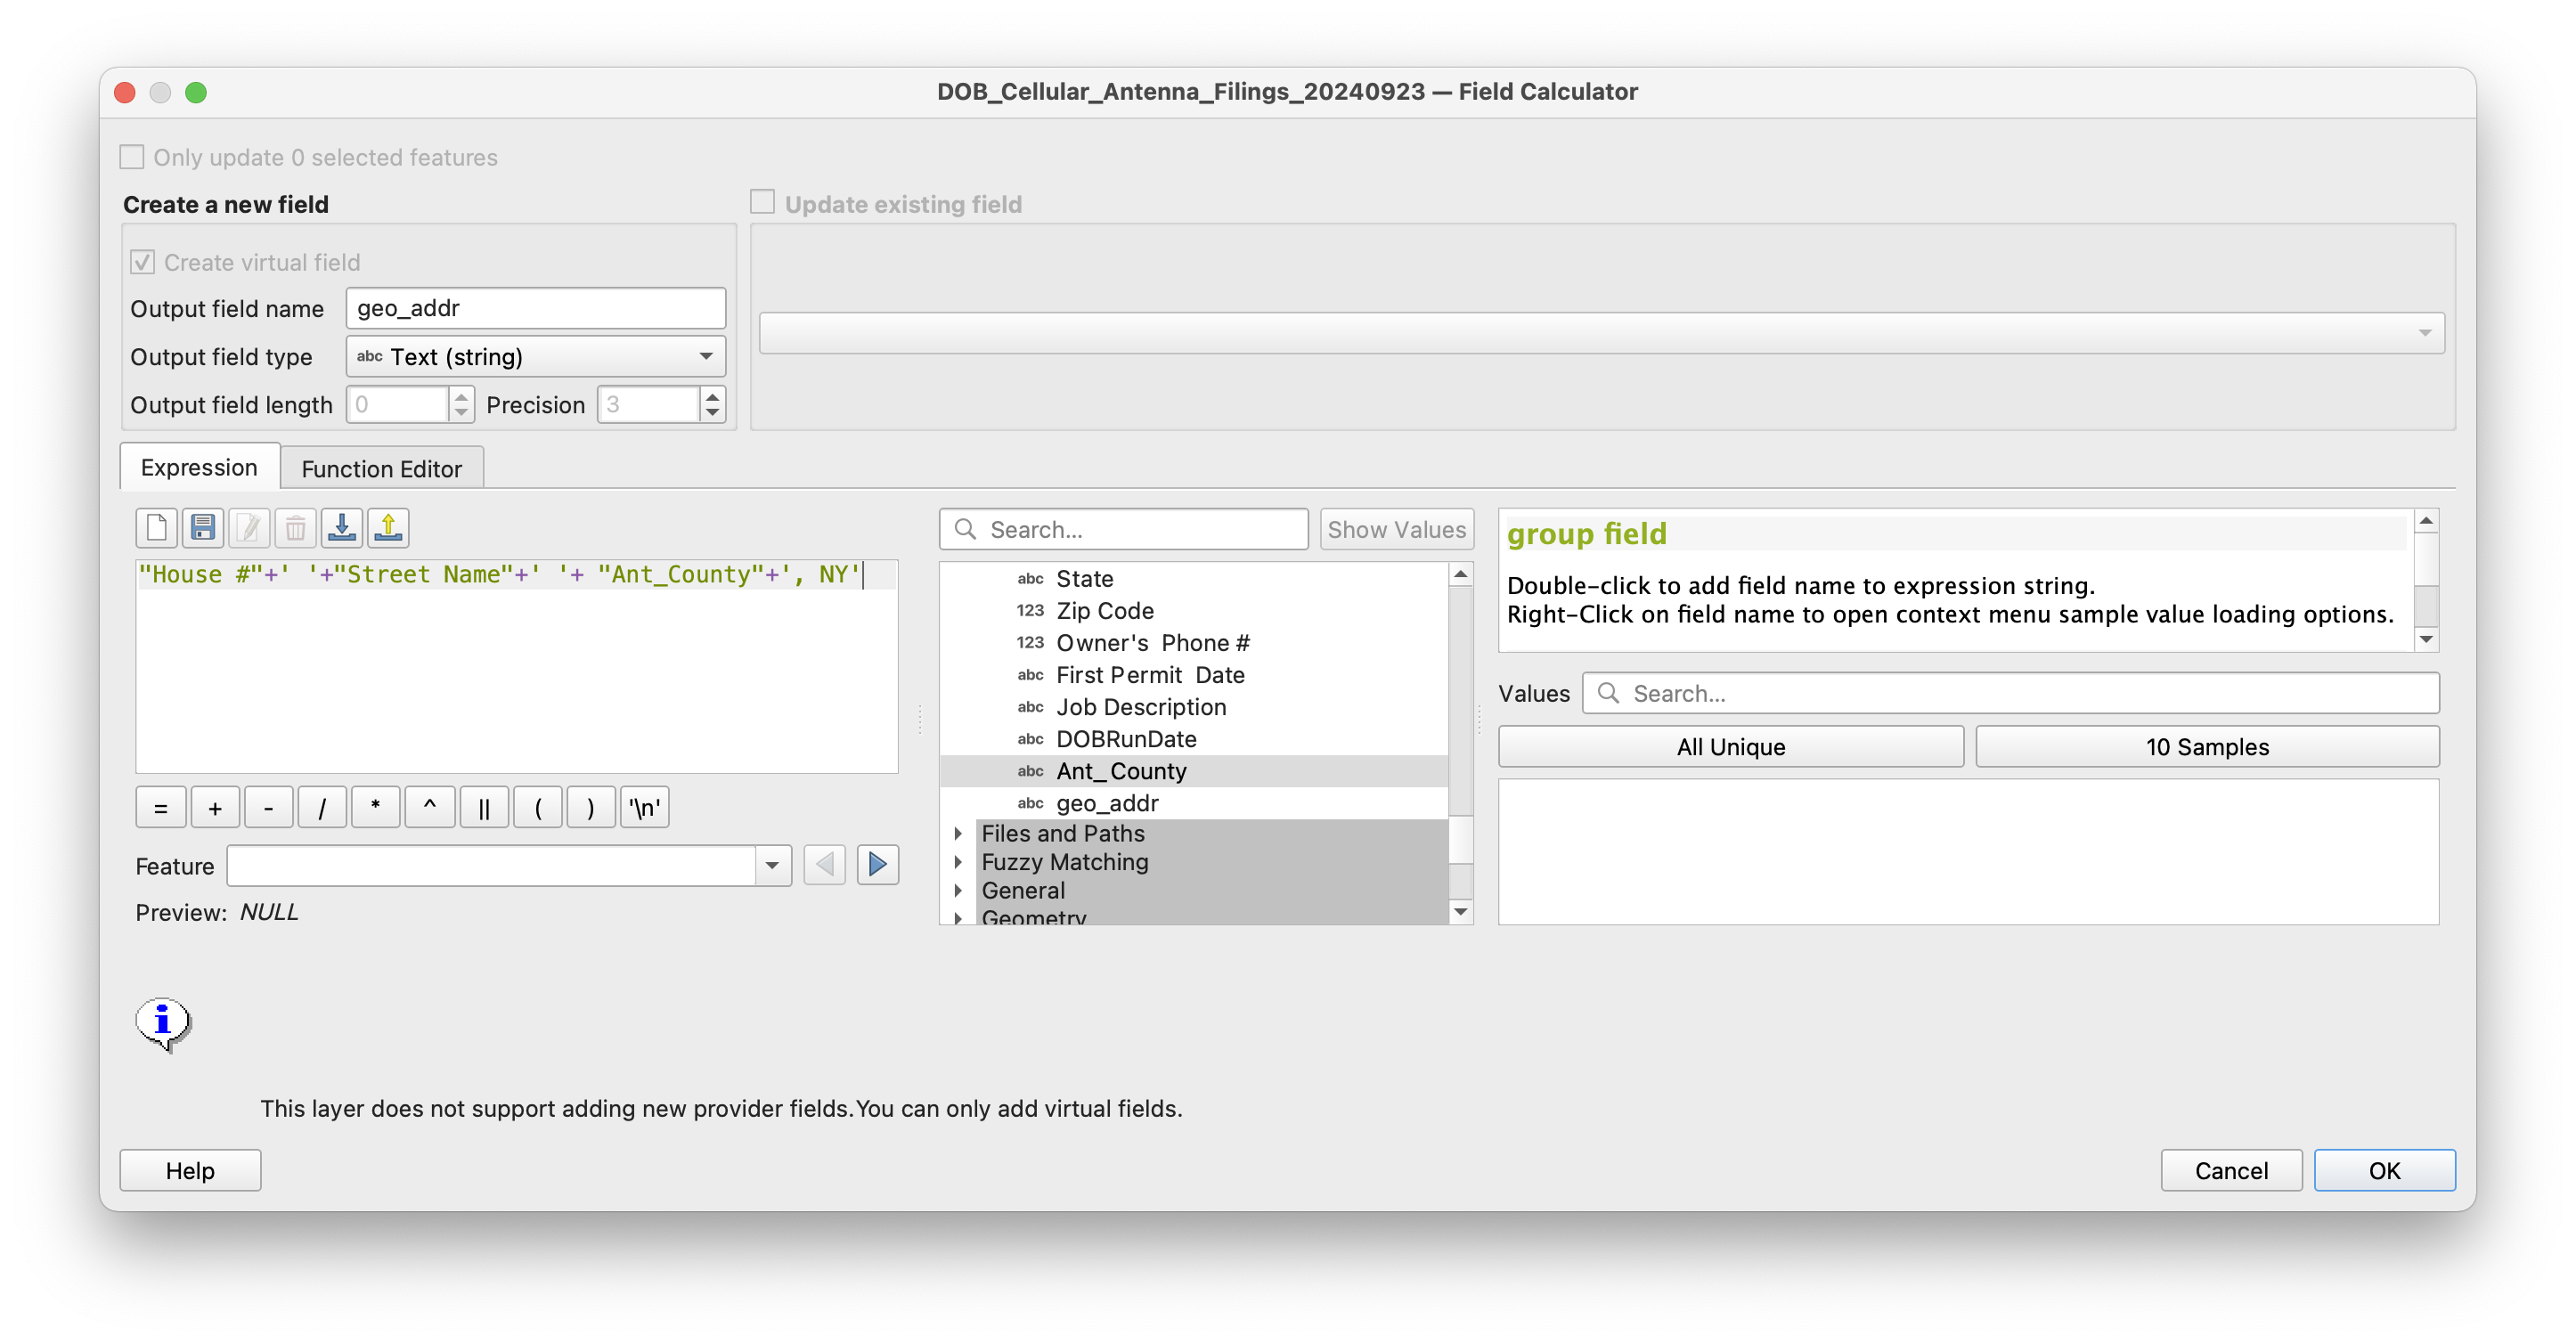 DOB_Cellular_Antenna_Filings_20240923 — Field Calculator
Only update 0 selected features
Create a new field
Update existing field
Create virtual field
Output field name geo_addr
Output field type abc Text (string)
Output field length 0 Precision 3
Expression Function Editor
"House #"+' '+"Street Name"+' '+ "Ant_County"+', NY'
= + - / * ^ || ( ) '\n'
Feature
Preview: NULL
Search... Show Values
abc State
123 Zip Code
123 Owner's  Phone #
abc First Permit  Date
abc Job Description
abc DOBRunDate
abc Ant_County
abc geo_addr
Files and Paths
Fuzzy Matching
General
Geometry
group field
Double-click to add field name to expression string.
Right-Click on field name to open context menu sample value loading options.
Values Search...
All Unique 10 Samples
i
This layer does not support adding new provider fields.You can only add virtual fields.
Help Cancel OK